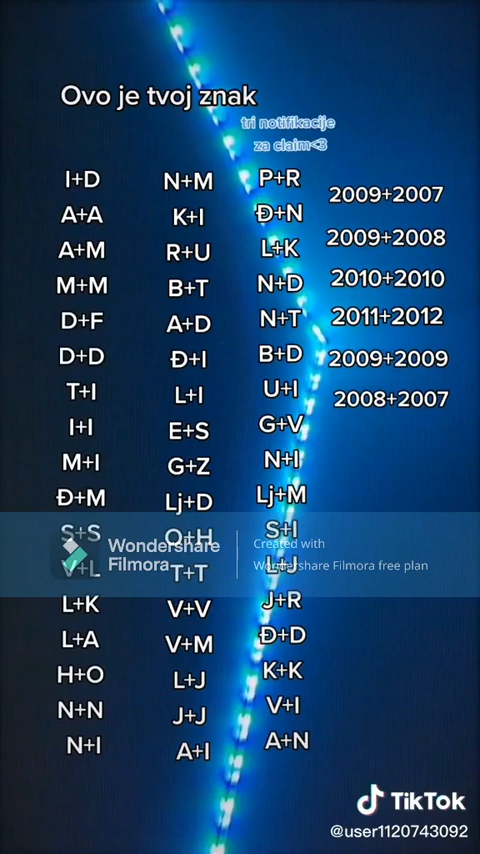 Ovo je tvoj znak
tri notifikacije
za claim<3
I+D
A+A
A+M
M+M
D+F
D+D
T+I
I+I
M+I
Đ+M
S+S
V+L
L+K
L+A
H+O
N+N
N+I
N+M
K+I
R+U
B+T
A+D
Đ+I
L+I
E+S
G+Z
Lj+D
O+H
T+T
V+V
V+M
L+J
J+J
A+I
P+R
Đ+N
L+K
N+D
N+T
B+D
U+I
G+V
N+I
Lj+M
S+I
L+J
J+R
Đ+D
K+K
V+I
A+N
2009+2007
2009+2008
2010+2010
2011+2012
2009+2009
2008+2007
Wondershare
Filmora
Created with
Wondershare Filmora free plan
TikTok
@user1120743092